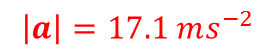 |a| = 17.1 ms⁻²